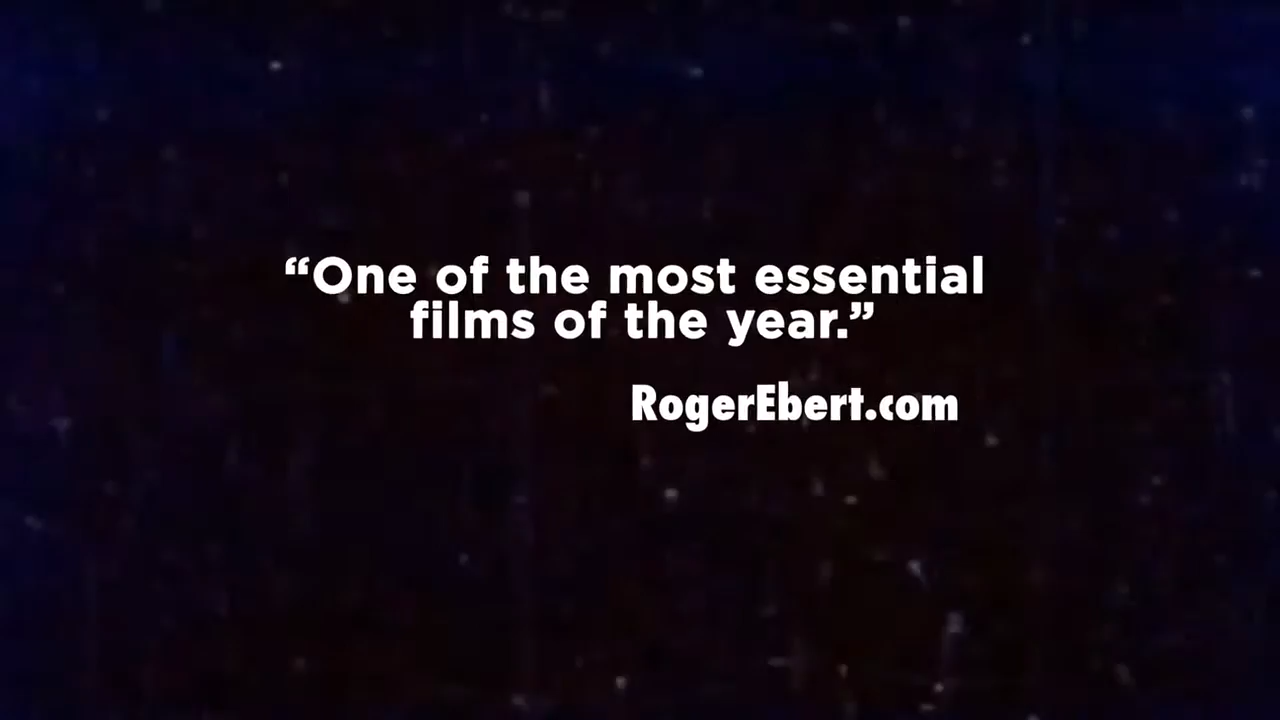 “One of the most essential
films of the year.”
RogerEbert.com